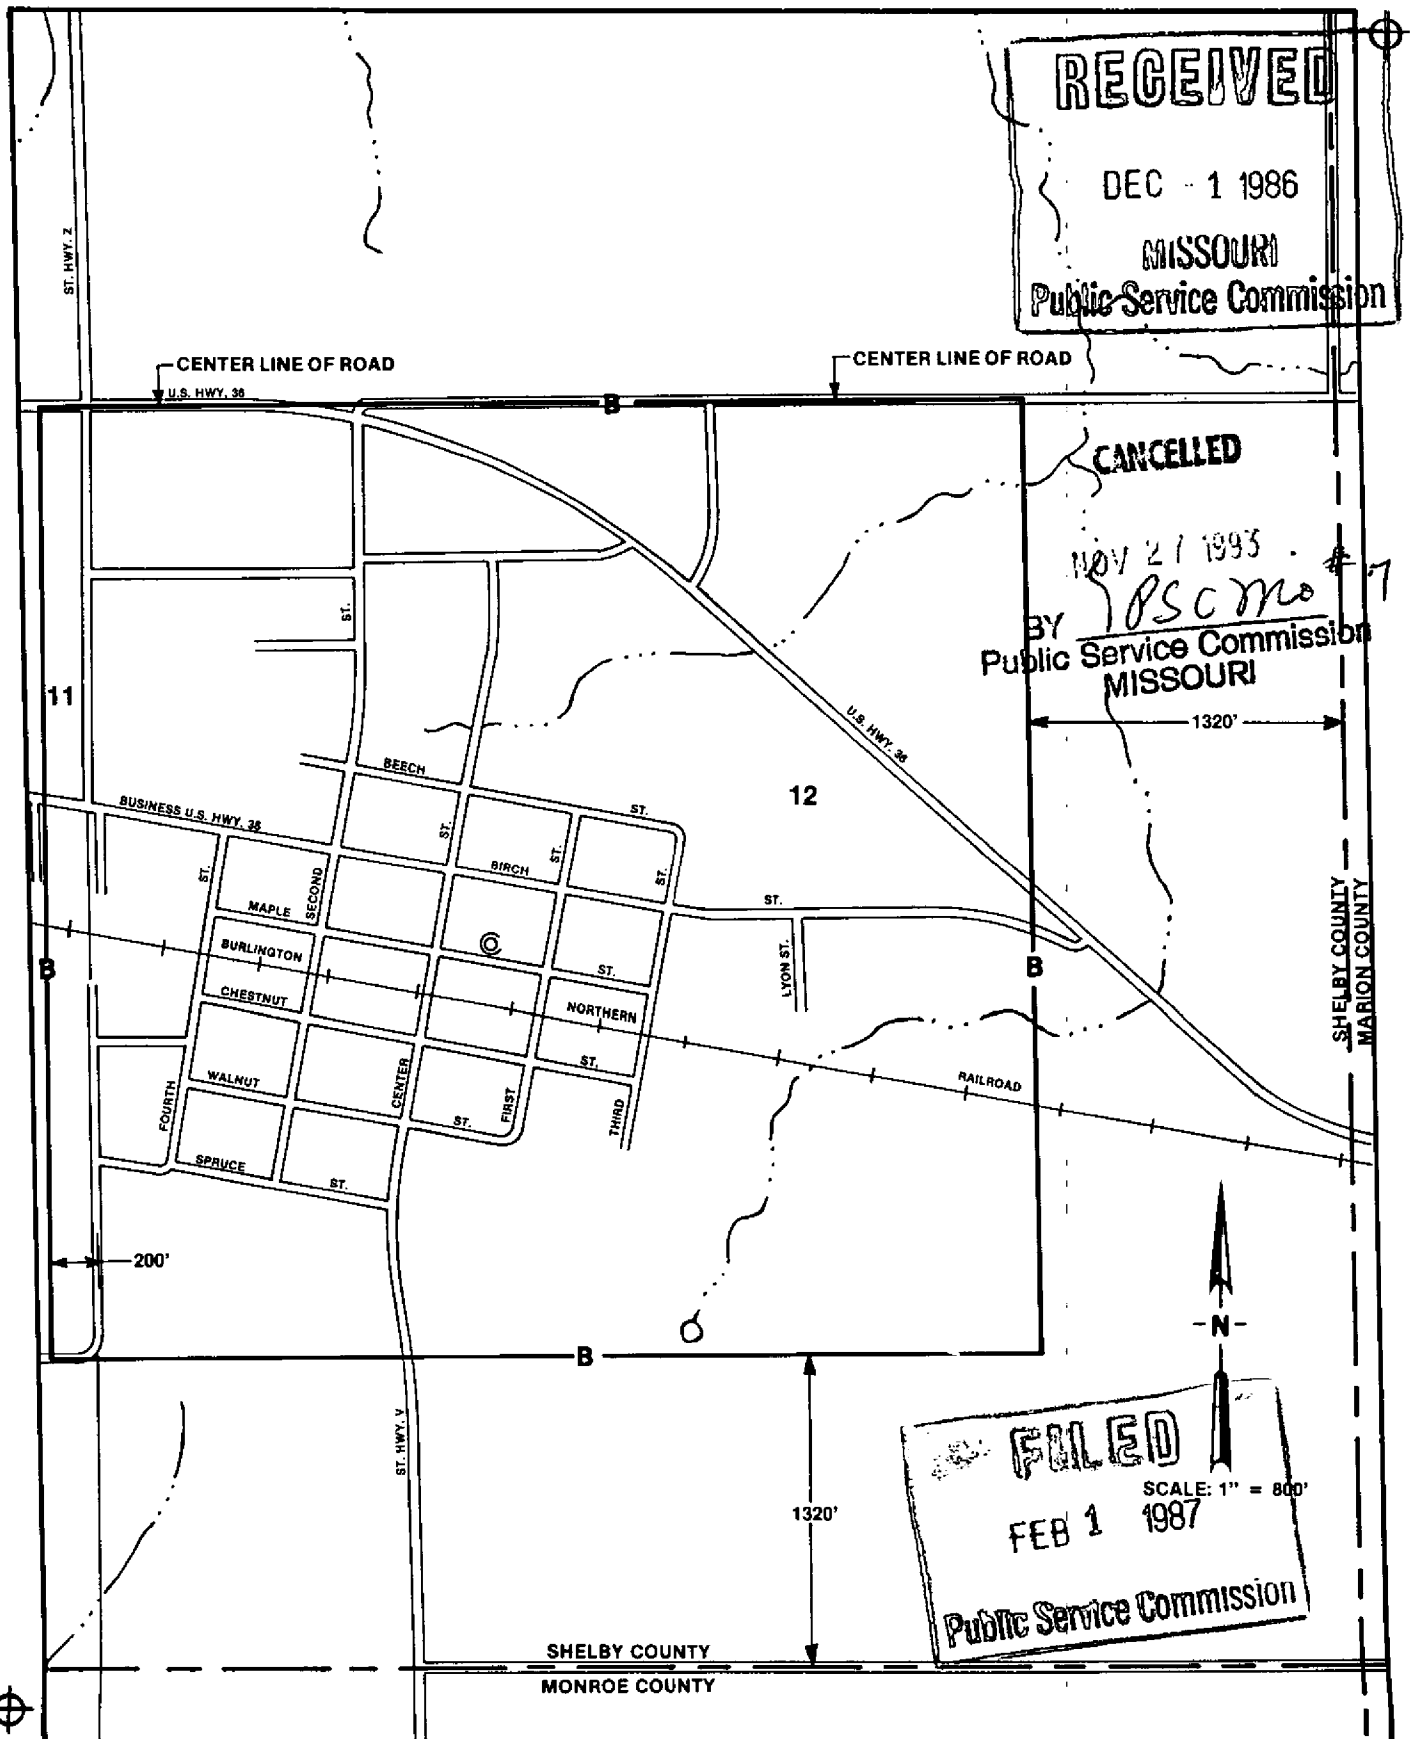 RECEIVED
DEC - 1 1986
MISSOURI
Public Service Commission
ST. HWY. Z
CENTER LINE OF ROAD
CENTER LINE OF ROAD
U.S. HWY. 36
B
CANCELLED
NOV 27 1993 . # 7
BY PSC MO
Public Service Commission
MISSOURI
ST.
11
1320'
U.S. HWY. 36
BEECH
ST.
12
BUSINESS U.S. HWY. 36
ST.
BIRCH
ST.
ST.
ST.
SECOND
MAPLE
ST.
ST.
LYON ST.
BURLINGTON
NORTHERN
RAILROAD
B
B
SHELBY COUNTY
MARION COUNTY
CHESTNUT
ST.
WALNUT
ST.
FOURTH
CENTER
FIRST
THIRD
SPRUCE
ST.
200'
N
B
ST. HWY. V
1320'
FILED
SCALE: 1" = 800'
FEB 1 1987
Public Service Commission
SHELBY COUNTY
MONROE COUNTY